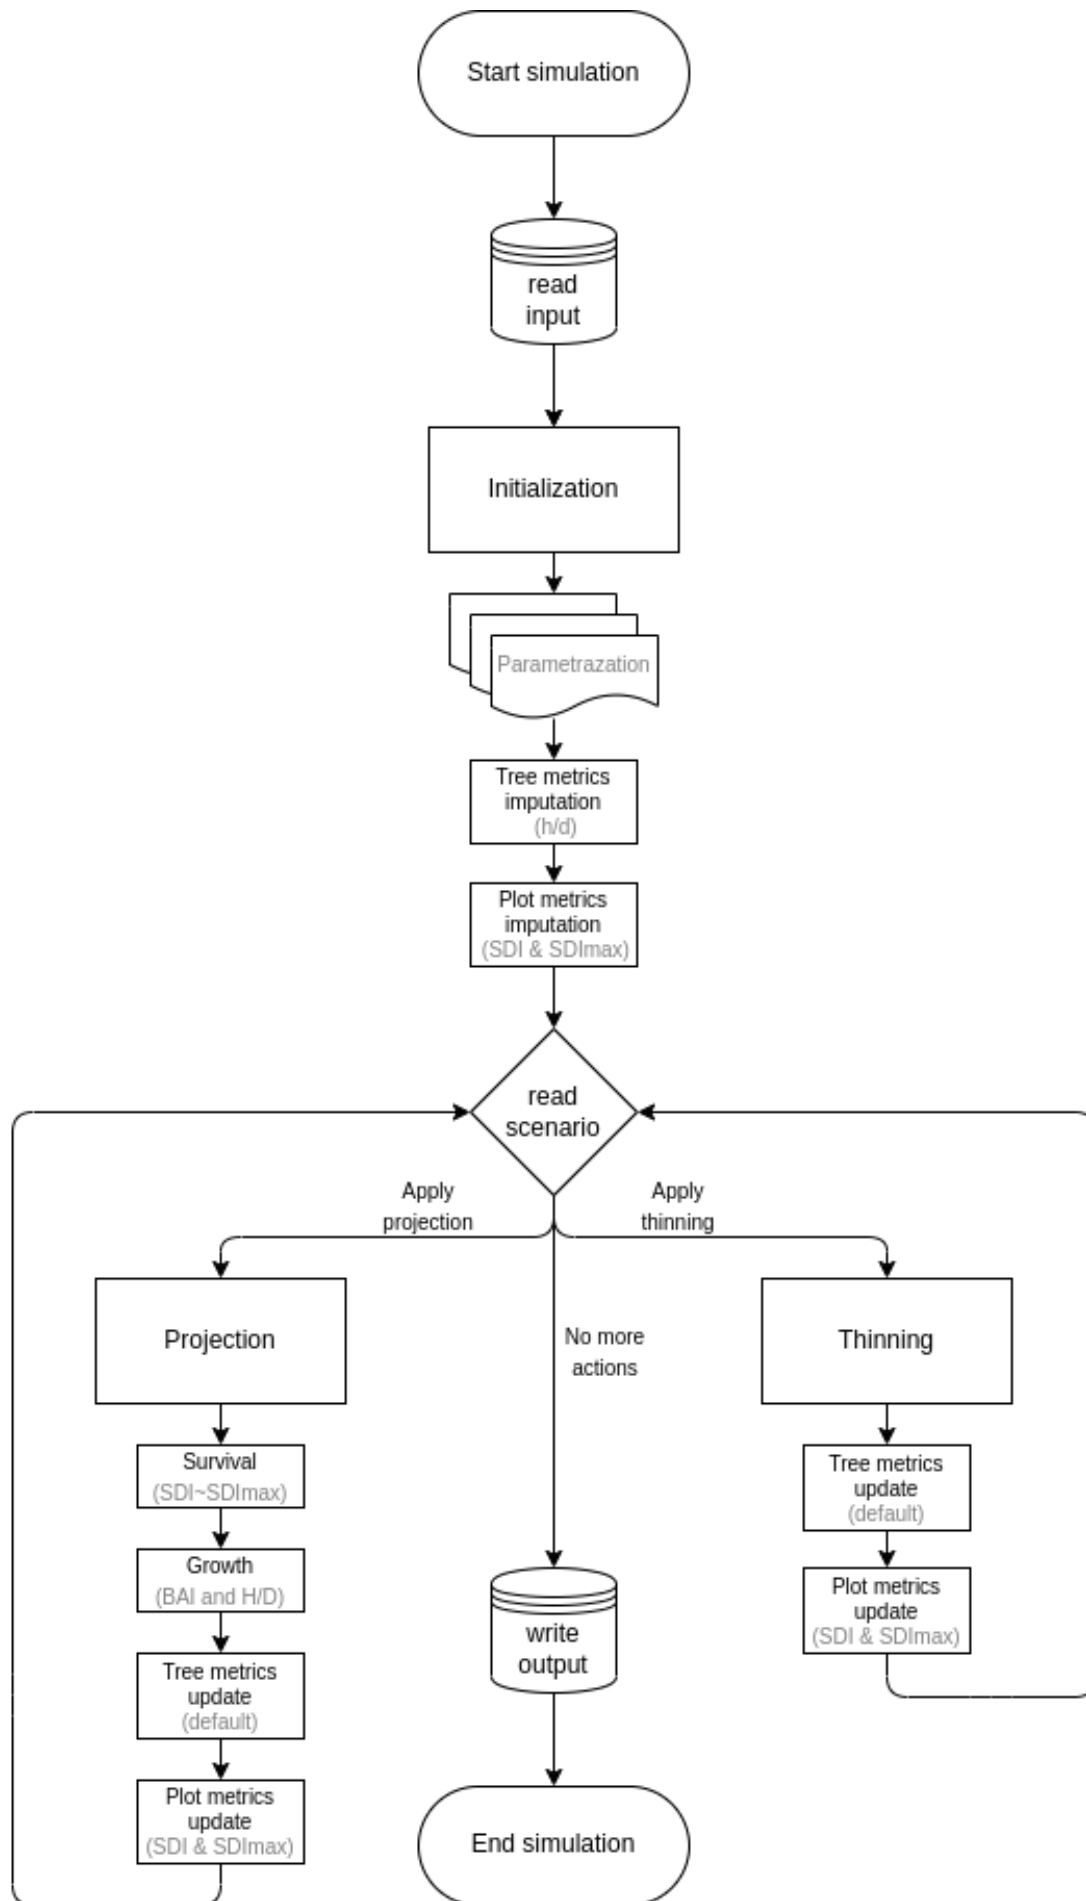 Start simulation
read
input
Initialization
Parametrazation
Tree metrics
imputation
(h/d)
Plot metrics
imputation
(SDI & SDImax)
read
scenario
Apply
projection
Apply
thinning
Projection
No more
actions
Thinning
Survival
(SDI~SDImax)
Growth
(BAI and H/D)
Tree metrics
update
(default)
Plot metrics
update
(SDI & SDImax)
Tree metrics
update
(default)
Plot metrics
update
(SDI & SDImax)
write
output
End simulation